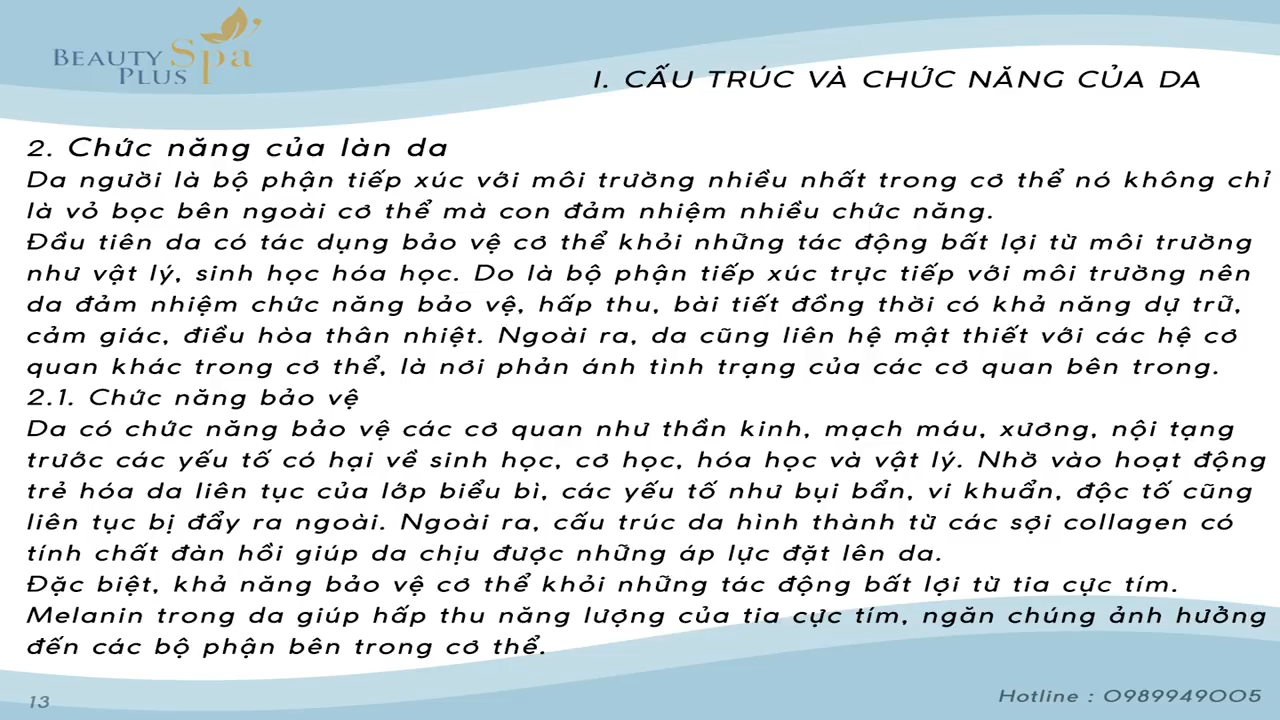 BEAUTY Spa
PLUS
I. CẤU TRÚC VÀ CHỨC NĂNG CỦA DA
2. Chức năng của làn da
Da người là bộ phận tiếp xúc với môi trường nhiều nhất trong cơ thể nó không chỉ
là vỏ bọc bên ngoài cơ thể mà con đảm nhiệm nhiều chức năng.
Đầu tiên da có tác dụng bảo vệ cơ thể khỏi những tác động bất lợi từ môi trường
như vật lý, sinh học hóa học. Do là bộ phận tiếp xúc trực tiếp với môi trường nên
da đảm nhiệm chức năng bảo vệ, hấp thu, bài tiết đồng thời có khả năng dự trữ,
cảm giác, điều hòa thân nhiệt. Ngoài ra, da cũng liên hệ mật thiết với các hệ cơ
quan khác trong cơ thể, là nơi phản ánh tình trạng của các cơ quan bên trong.
2.1. Chức năng bảo vệ
Da có chức năng bảo vệ các cơ quan như thần kinh, mạch máu, xương, nội tạng
trước các yếu tố có hại về sinh học, cơ học, hóa học và vật lý. Nhờ vào hoạt động
trẻ hóa da liên tục của lớp biểu bì, các yếu tố như bụi bẩn, vi khuẩn, độc tố cũng
liên tục bị đẩy ra ngoài. Ngoài ra, cấu trúc da hình thành từ các sợi collagen có
tính chất đàn hồi giúp da chịu được những áp lực đặt lên da.
Đặc biệt, khả năng bảo vệ cơ thể khỏi những tác động bất lợi từ tia cực tím.
Melanin trong da giúp hấp thu năng lượng của tia cực tím, ngăn chúng ảnh hưởng
đến các bộ phận bên trong cơ thể.
13
Hotline : 0989949005